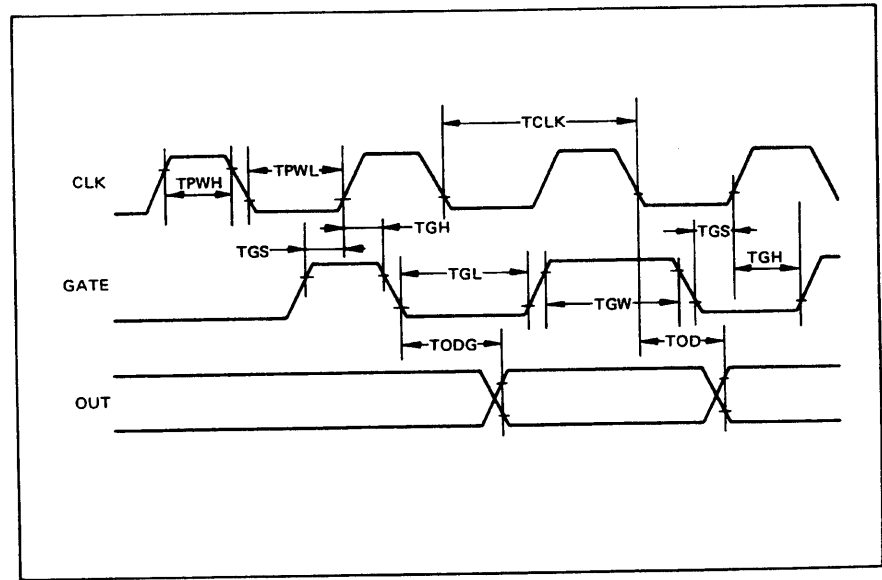 TCLK
CLK
TPWH
TPWL
TGH
TGS
TGS
TGH
GATE
TGL
TGW
TODG
TOD
OUT